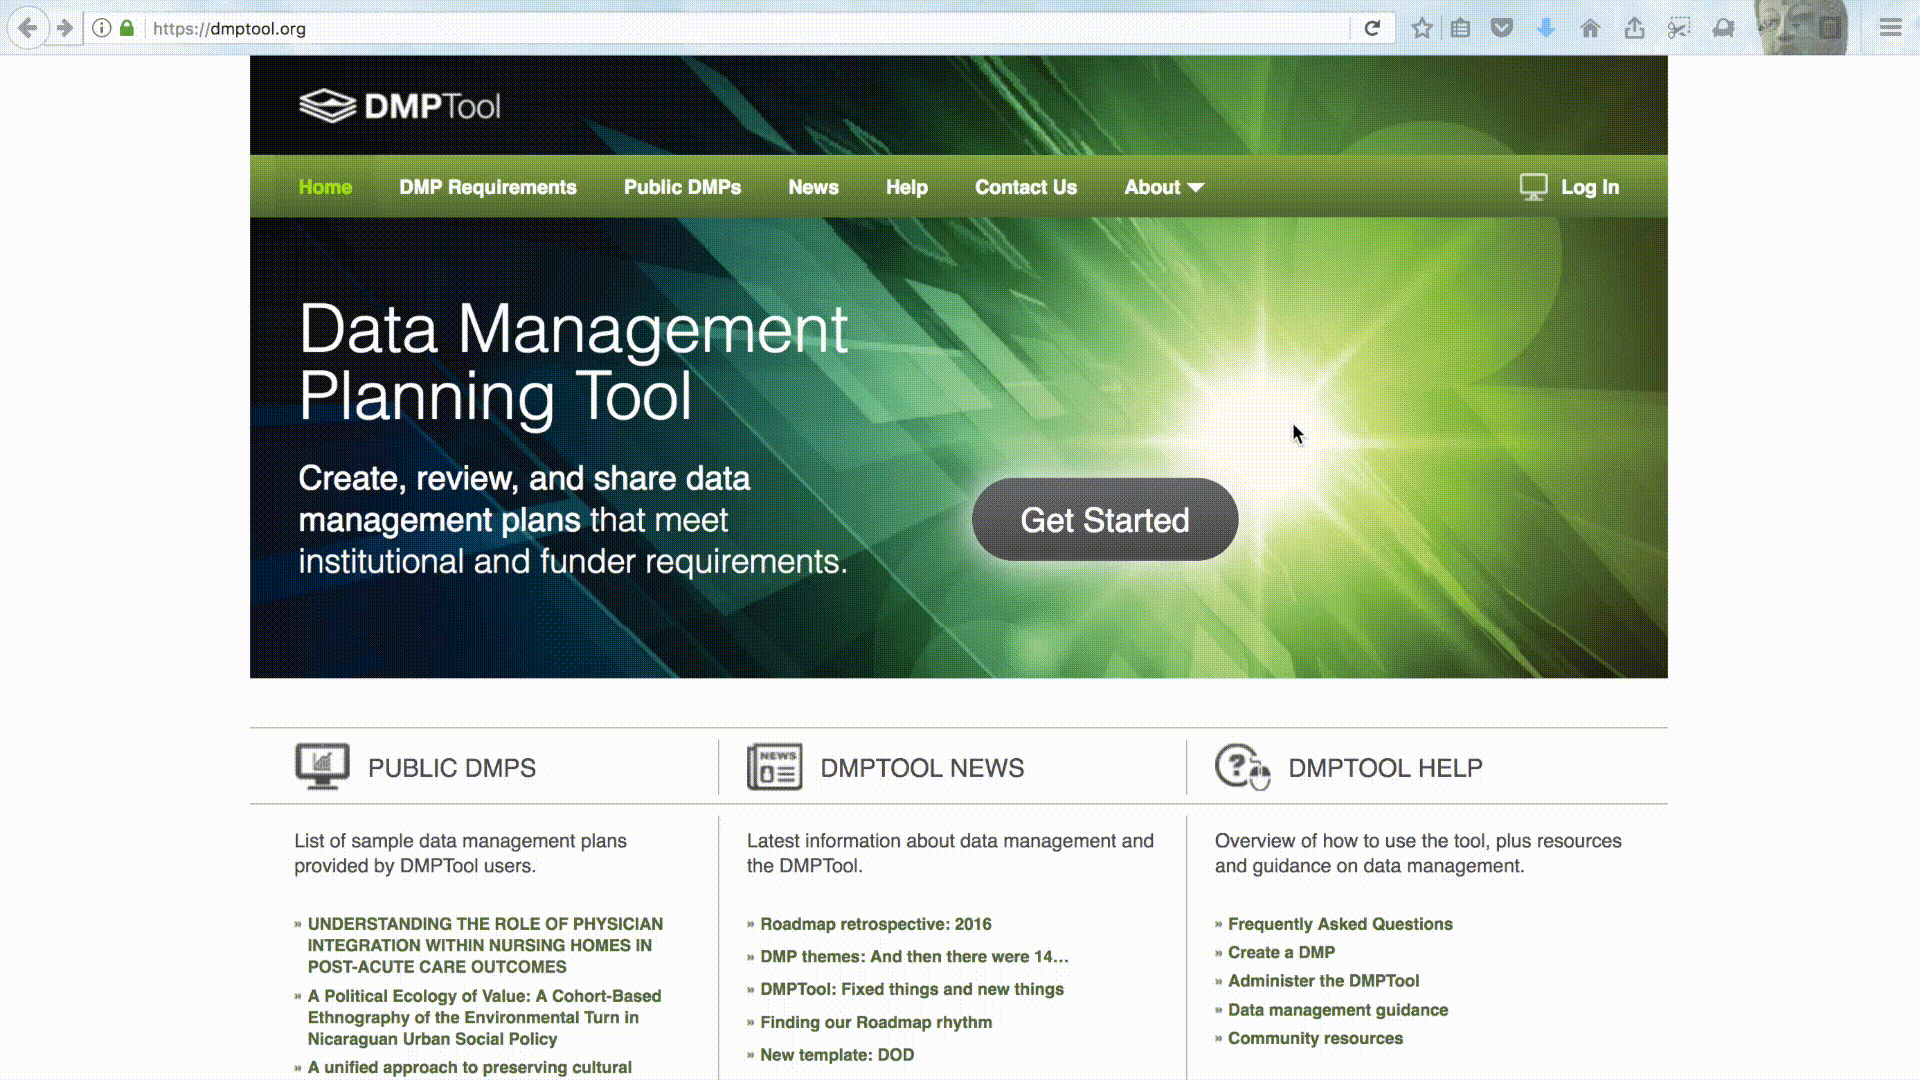 https://dmptool.org
DMPTool
Home DMP Requirements Public DMPs News Help Contact Us About Log In
Data Management
Planning Tool
Create, review, and share data
management plans that meet
institutional and funder requirements.
Get Started
PUBLIC DMPS
List of sample data management plans
provided by DMPTool users.
» UNDERSTANDING THE ROLE OF PHYSICIAN
INTEGRATION WITHIN NURSING HOMES IN
POST-ACUTE CARE OUTCOMES
» A Political Ecology of Value: A Cohort-Based
Ethnography of the Environmental Turn in
Nicaraguan Urban Social Policy
» A unified approach to preserving cultural
NEWS
DMPTOOL NEWS
Latest information about data management and
the DMPTool.
» Roadmap retrospective: 2016
» DMP themes: And then there were 14…
» DMPTool: Fixed things and new things
» Finding our Roadmap rhythm
» New template: DOD
DMPTOOL HELP
Overview of how to use the tool, plus resources
and guidance on data management.
» Frequently Asked Questions
» Create a DMP
» Administer the DMPTool
» Data management guidance
» Community resources